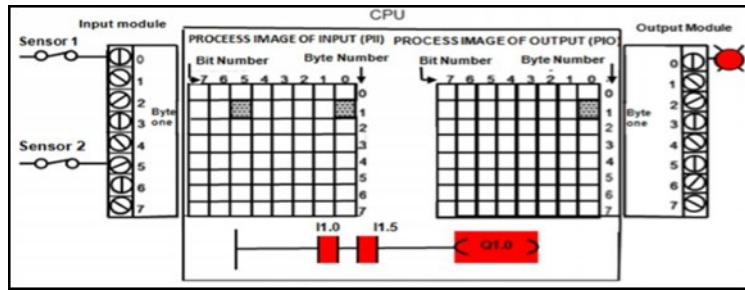 CPU
Input module
Output Module
Sensor 1
PROCEESS IMAGE OF INPUT (PII)
PROCESS IMAGE OF OUTPUT (PIO)
Bit Number
Byte Number
Bit Number
Byte Number
7 6 5 4 3 2 1 0
7 6 5 4 3 2 1 0
0
1
2
3
4
5
6
7
Byte
one
0
1
2
3
4
5
6
7
0
1
2
3
4
5
6
7
Byte
one
0
1
2
3
4
5
6
7
Sensor 2
I1.0
I1.5
Q1.0